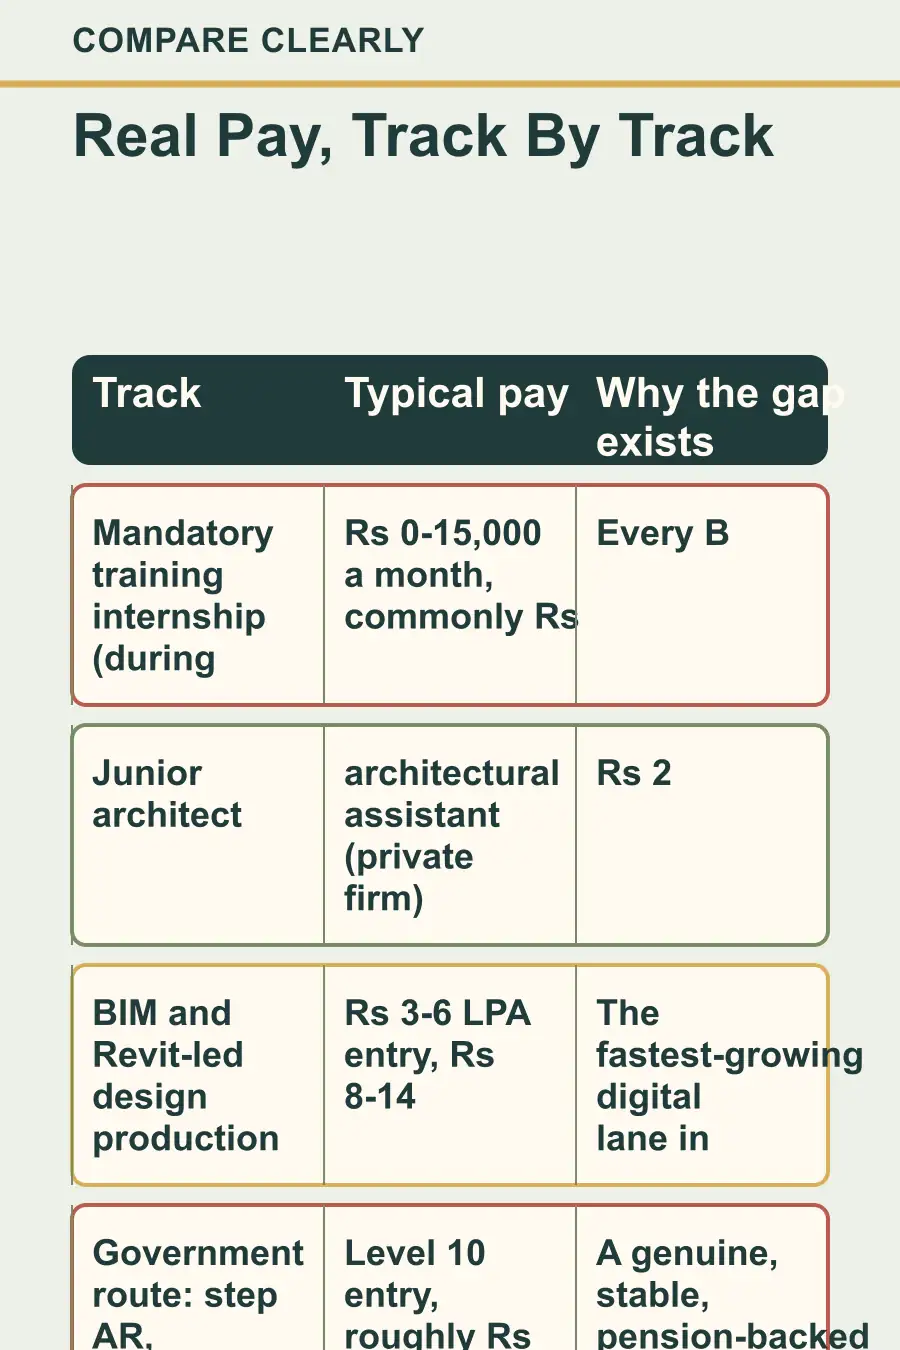 COMPARE CLEARLY
Real Pay, Track By Track
Track
Typical pay
Why the gap
exists
Mandatory
training
internship
(during
Rs 0-15,000
a month,
commonly Rs
Every B
Junior
architect
architectural
assistant
(private
firm)
Rs 2
BIM and
Revit-led
design
production
Rs 3-6 LPA
entry, Rs
8-14
The
fastest-growing
digital
lane in
Government
route: step
AR,
Level 10
entry,
roughly Rs
A genuine,
stable,
pension-backed